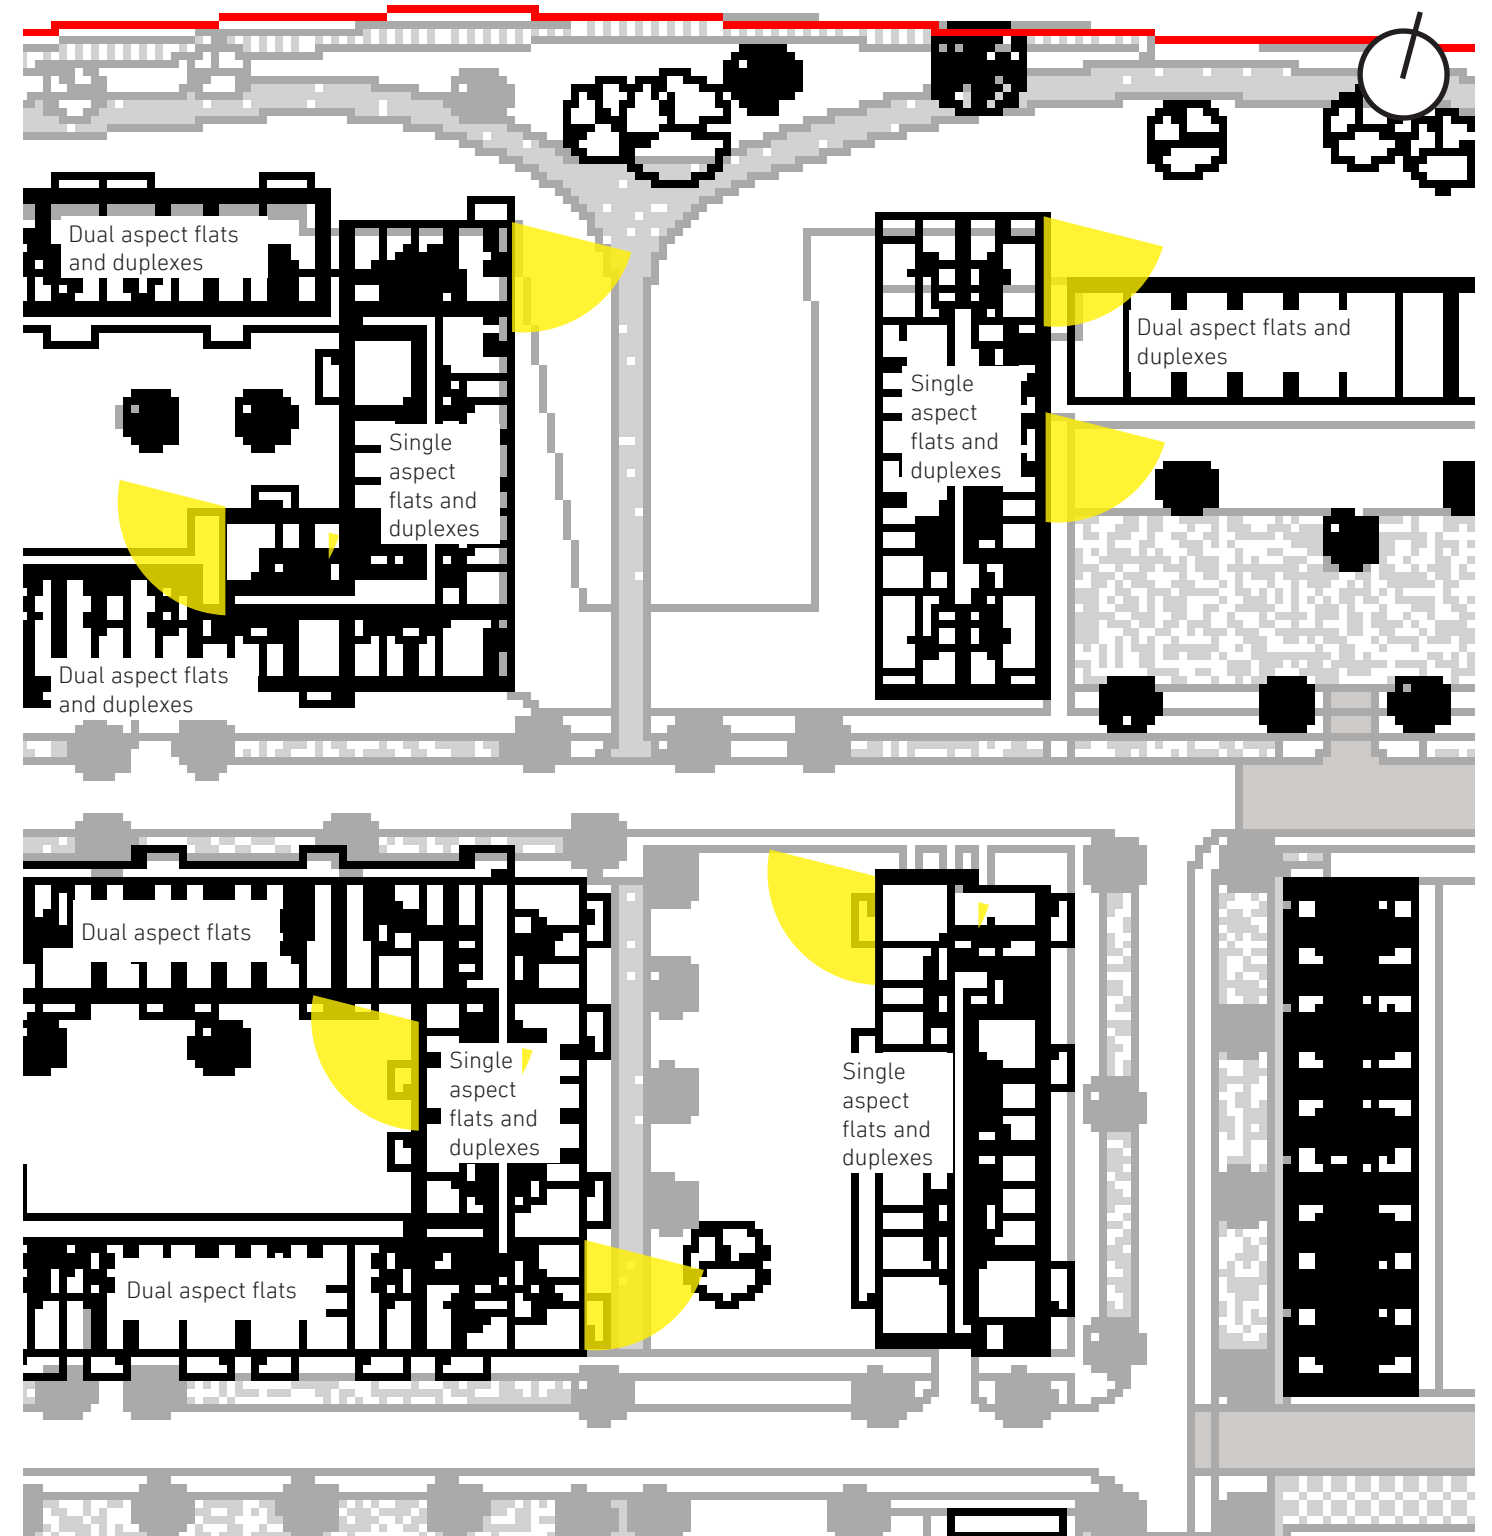 Dual aspect flats
and duplexes
Dual aspect flats and
duplexes
Single
aspect
flats and
duplexes
Single
aspect
flats and
duplexes
Dual aspect flats
and duplexes
Dual aspect flats
Single
aspect
flats and
duplexes
Single
aspect
flats and
duplexes
Dual aspect flats